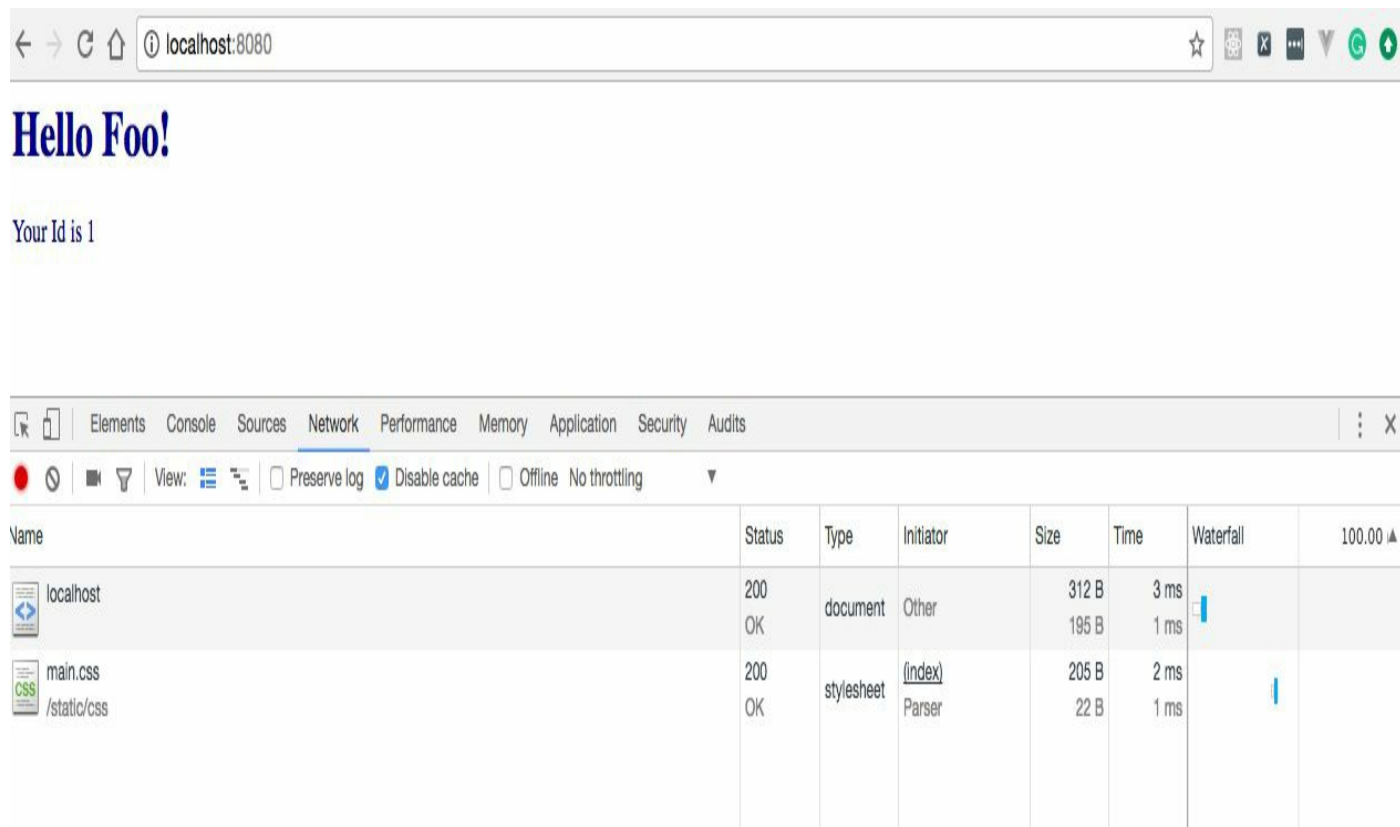 localhost:8080
Hello Foo!
Your Id is 1
Elements Console Sources Network Performance Memory Application Security Audits
View: Preserve log Disable cache Offline No throttling
Name Status Type Initiator Size Time Waterfall 100.00
localhost 200 OK document Other 312 B 195 B 3 ms 1 ms
main.css /static/css 200 OK stylesheet (index) Parser 205 B 22 B 2 ms 1 ms